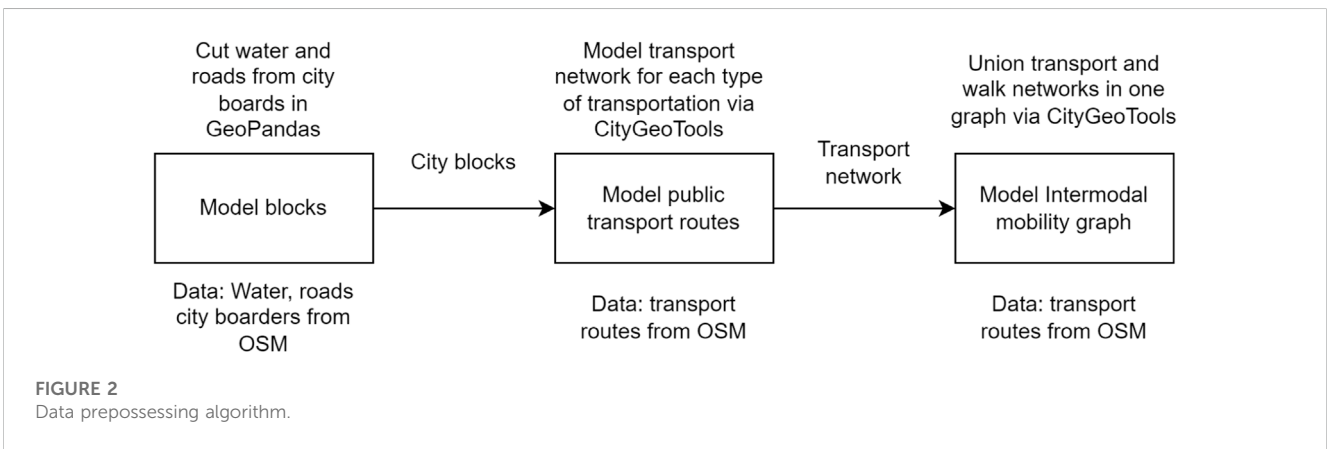 Cut water and
roads from city
boards in
GeoPandas
Model blocks
Data: Water, roads
city boarders from
OSM
City blocks
Model transport
network for each type
of transportation via
CityGeoTools
Model public
transport routes
Data: transport
routes from OSM
Transport
network
Union transport and
walk networks in one
graph via CityGeoTools
Model Intermodal
mobility graph
Data: transport
routes from OSM
FIGURE 2
Data prepossessing algorithm.